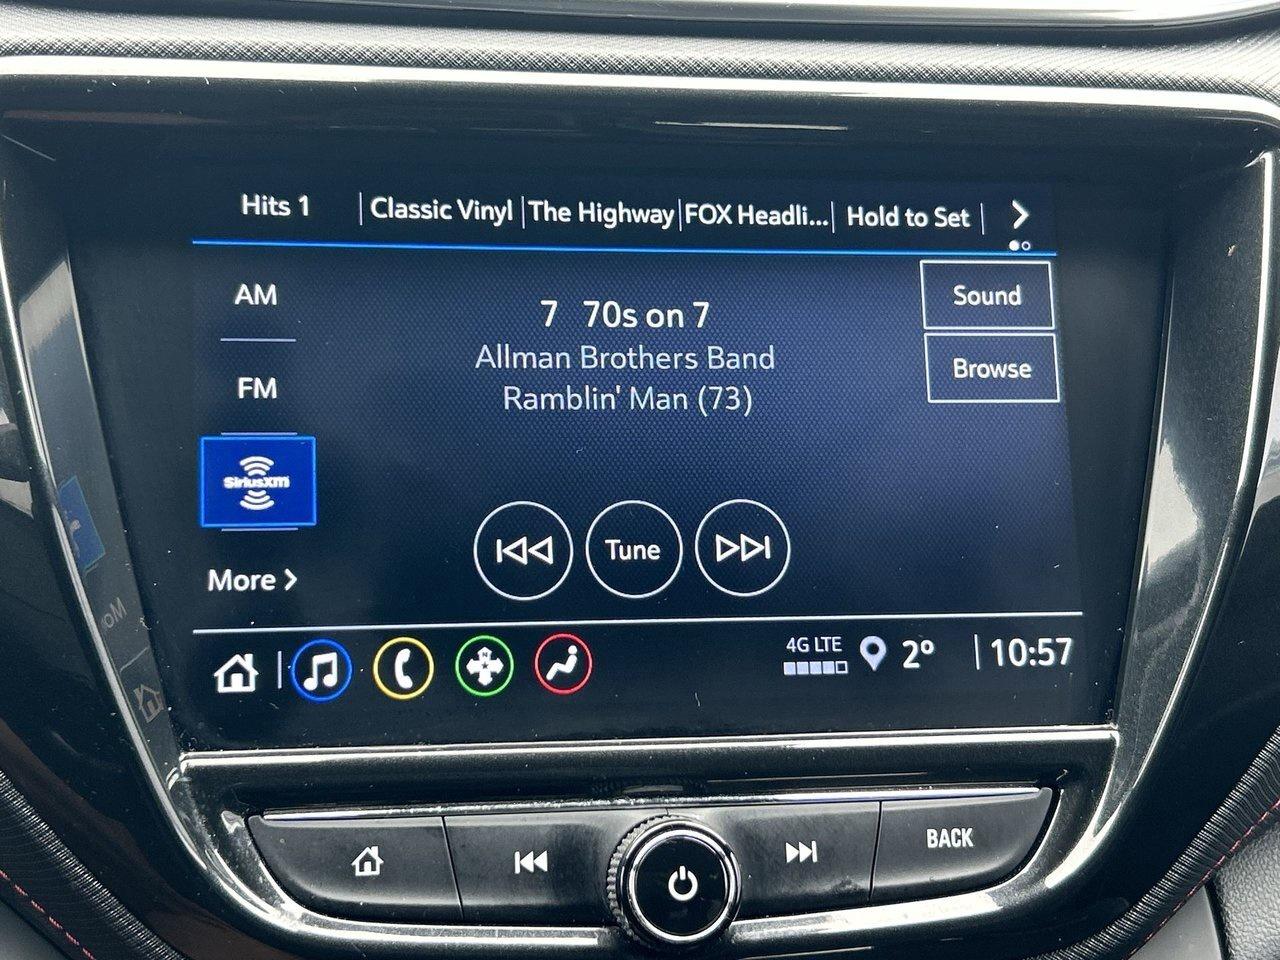 Hits 1 Classic Vinyl The Highway FOX Headli... Hold to Set
AM
FM
SiriusXM
More
7 70s on 7
Allman Brothers Band
Ramblin' Man (73)
Sound
Browse
Tune
4G LTE
2°
10:57
BACK